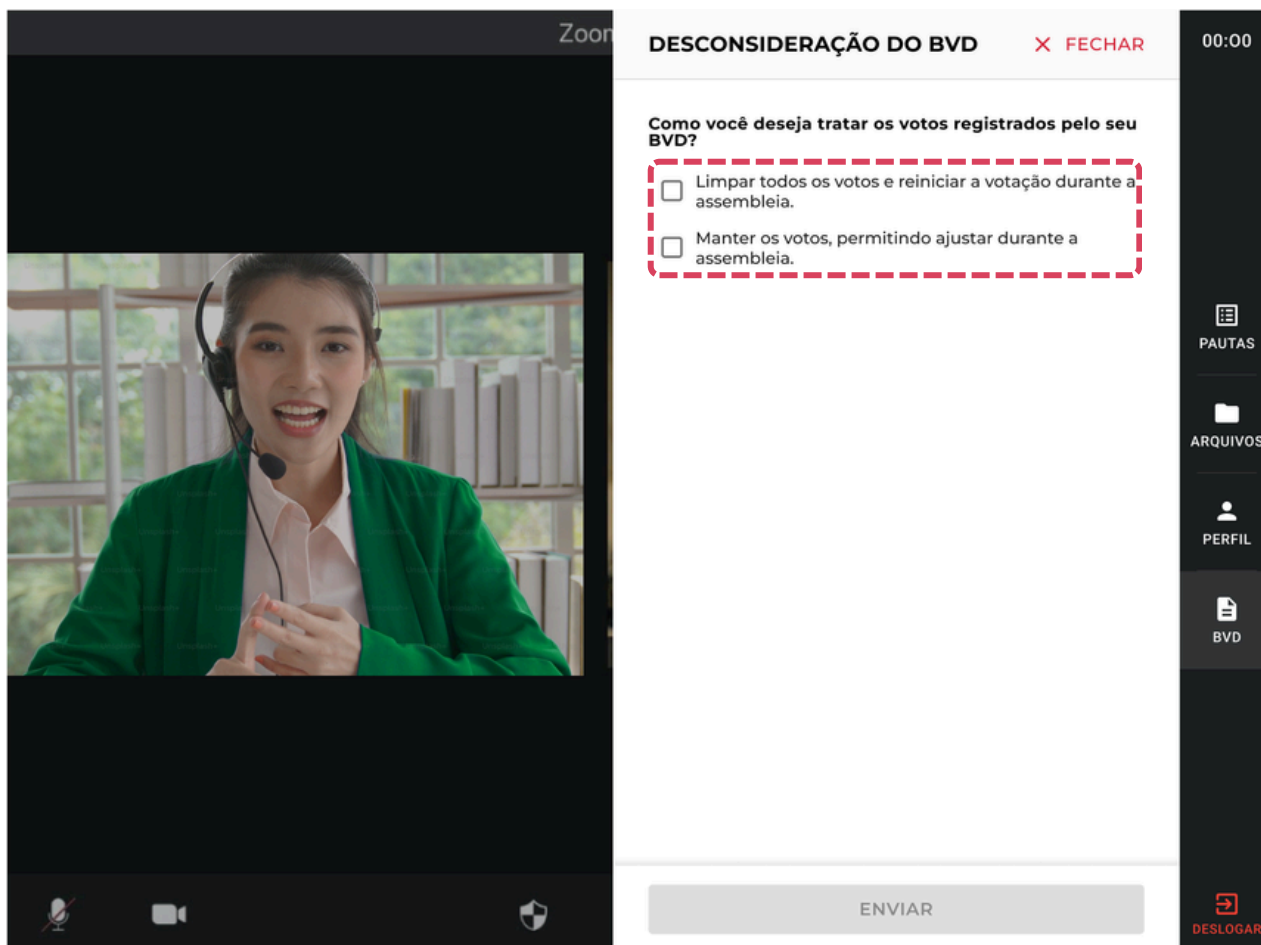 Zoom
DESCONSIDERAÇÃO DO BVD
FECHAR
00:00
Como você deseja tratar os votos registrados pelo seu
BVD?
Limpar todos os votos e reiniciar a votação durante a
assembleia.
Manter os votos, permitindo ajustar durante a
assembleia.
PAUTAS
ARQUIVOS
PERFIL
BVD
ENVIAR
DESLOGAR